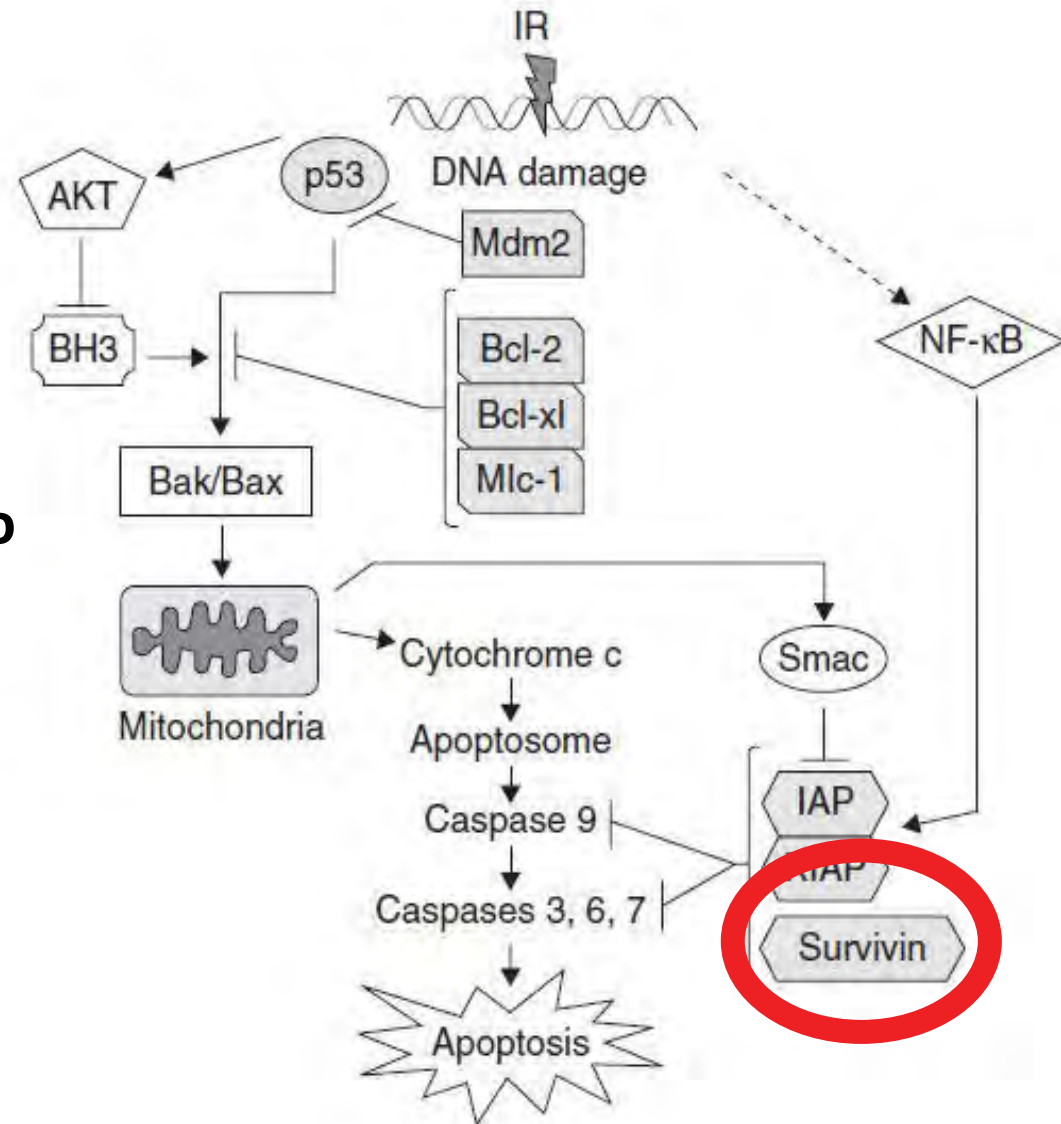 IR
DNA damage
p53
AKT
Mdm2
BH3
Bcl-2
Bcl-xl
Mlc-1
NF-κB
Bak/Bax
Mitochondria
Cytochrome c
Smac
Apoptosome
IAP
Caspase 9
Caspases 3, 6, 7
Survivin
Apoptosis